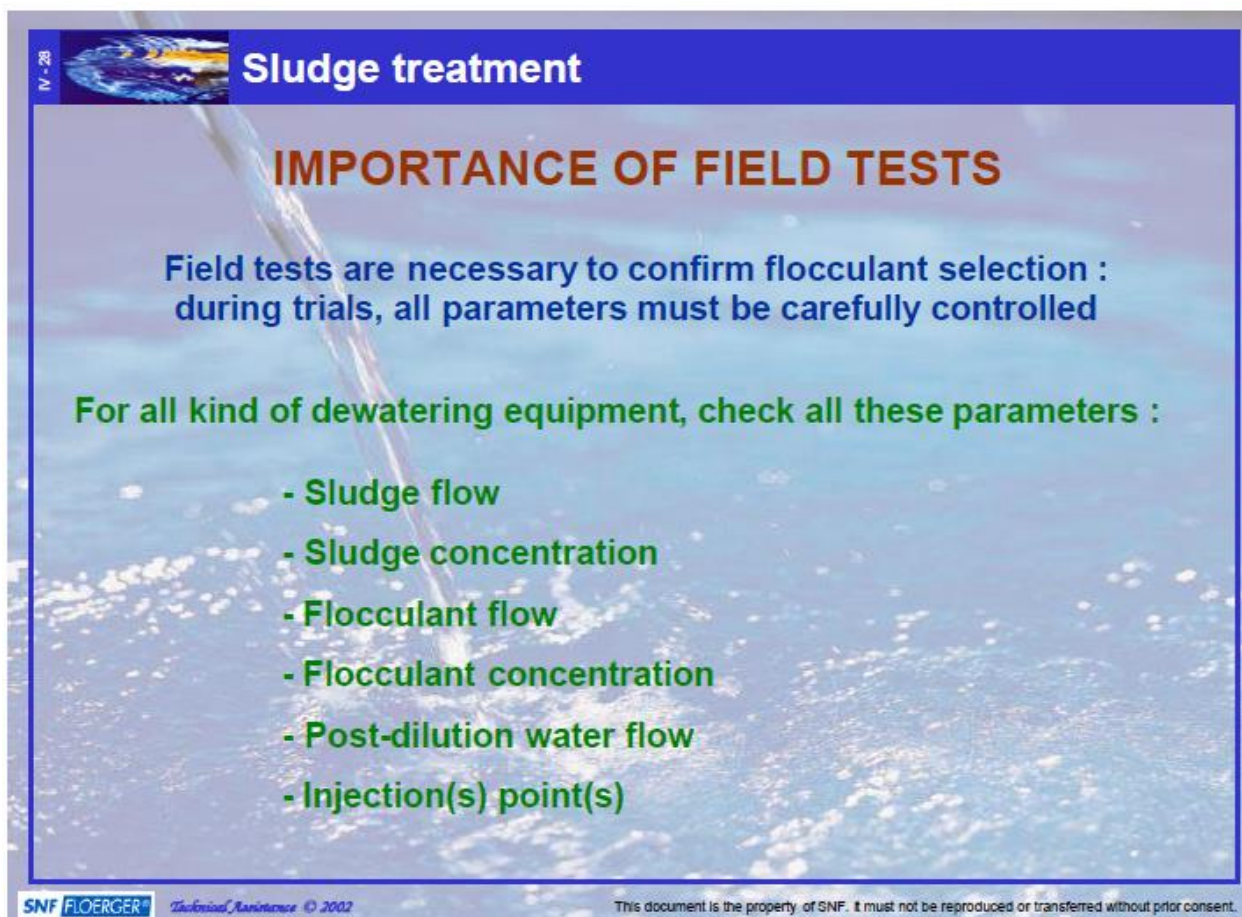 IV - 28
Sludge treatment
IMPORTANCE OF FIELD TESTS
Field tests are necessary to confirm flocculant selection :
during trials, all parameters must be carefully controlled
For all kind of dewatering equipment, check all these parameters :
- Sludge flow
- Sludge concentration
- Flocculant flow
- Flocculant concentration
- Post-dilution water flow
- Injection(s) point(s)
SNF FLOERGER® Technical Assistance © 2002 This document is the property of SNF. It must not be reproduced or transferred without prior consent.